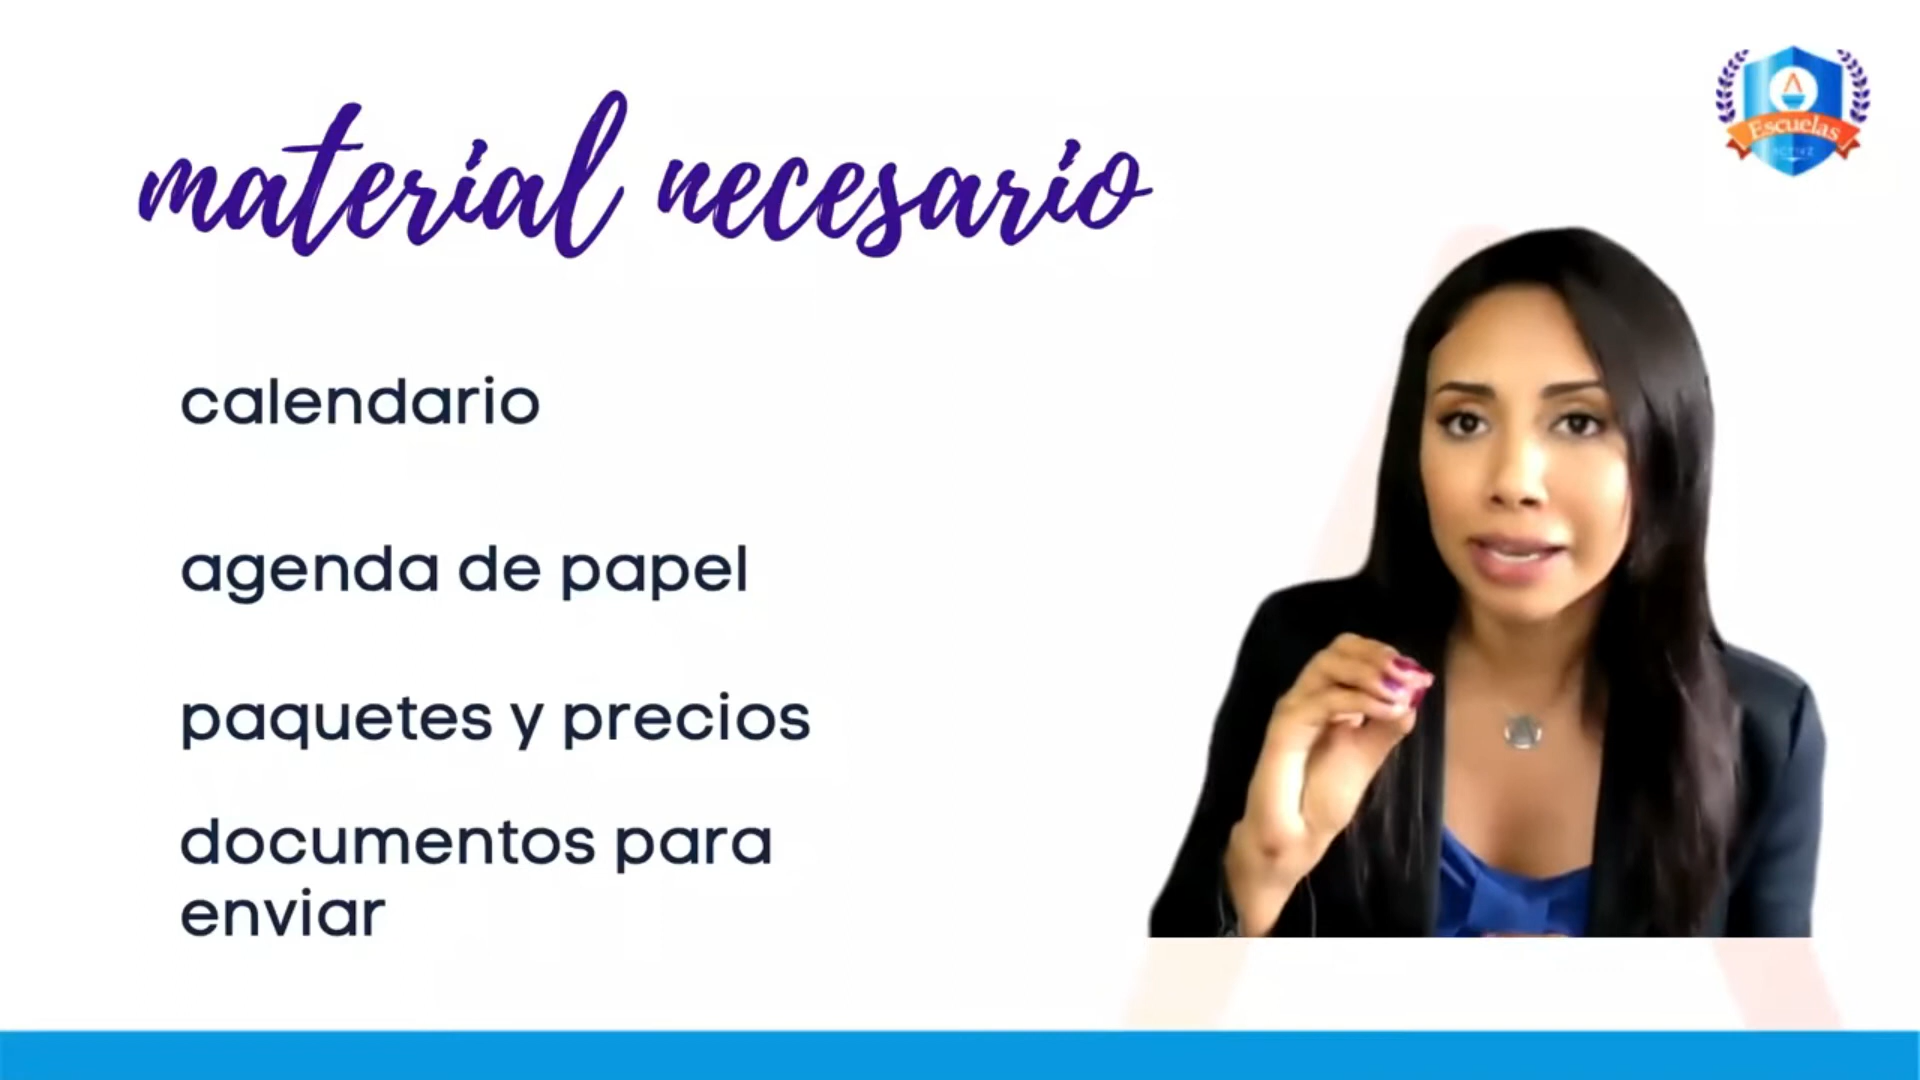 material necesario
Escuelas
calendario
agenda de papel
paquetes y precios
documentos para
enviar